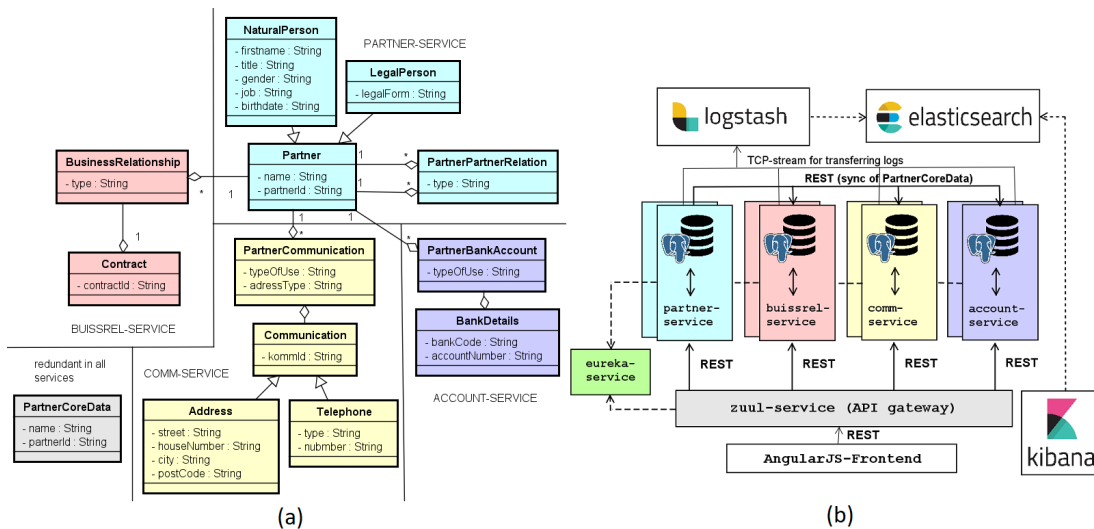 NaturalPerson
- firstname : String
- title : String
- gender : String
- job : String
- birthdate : String
PARTNER-SERVICE
LegalPerson
- legalForm : String
BusinessRelationship
- type : String
*
1
Partner
- name : String
- partnerId : String
1
*
1
*
PartnerPartnerRelation
- type : String
1
1
*
*
1
Contract
- contractId : String
BUISSREL-SERVICE
PartnerCommunication
- typeOfUse : String
- adressType : String
PartnerBankAccount
- typeOfUse : String
BankDetails
- bankCode : String
- accountNumber : String
ACCOUNT-SERVICE
Communication
- kommId : String
COMM-SERVICE
redundant in all
services
PartnerCoreData
- name : String
- partnerId : String
Address
- street : String
- houseNumber : String
- city : String
- postCode : String
Telephone
- type : String
- nubmber : String
(a)
logstash
elasticsearch
TCP-stream for transferring logs
REST (sync of PartnerCoreData)
partner-
service
buissrel-
service
comm-
service
account-
service
eureka-
service
REST
REST
REST
REST
zuul-service (API gateway)
REST
AngularJS-Frontend
kibana
(b)